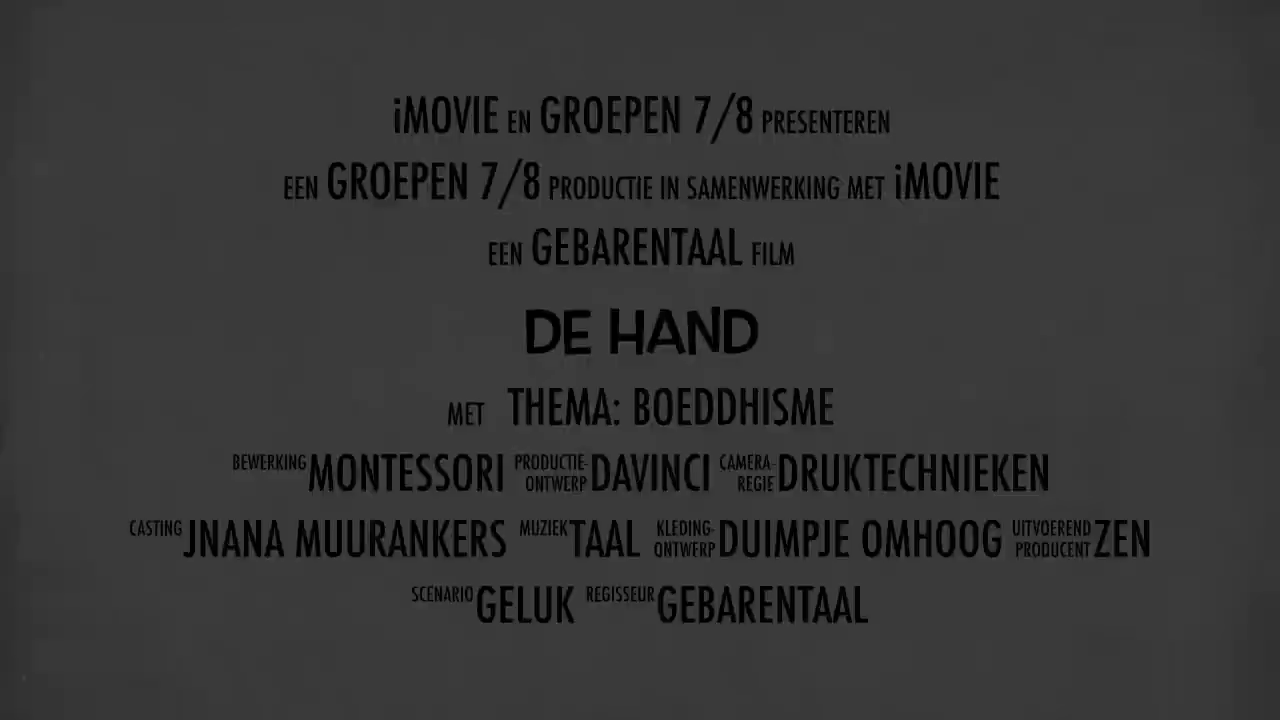 iMOVIE EN GROEPEN 7/8 PRESENTEREN
EEN GROEPEN 7/8 PRODUCTIE IN SAMENWERKING MET iMOVIE
EEN GEBARENTAAL FILM
DE HAND
MET THEMA: BOEDDHISME
BEWERKING MONTESSORI PRODUCTIE-ONTWERP DAVINCI CAMERA-REGIE DRUKTECHNIEKEN
CASTING JNANA MUURANKERS MUZIEK TAAL KLEDING-ONTWERP DUIMPJE OMHOOG UITVOEREND PRODUCENT ZEN
SCENARIO GELUK REGISSEUR GEBARENTAAL